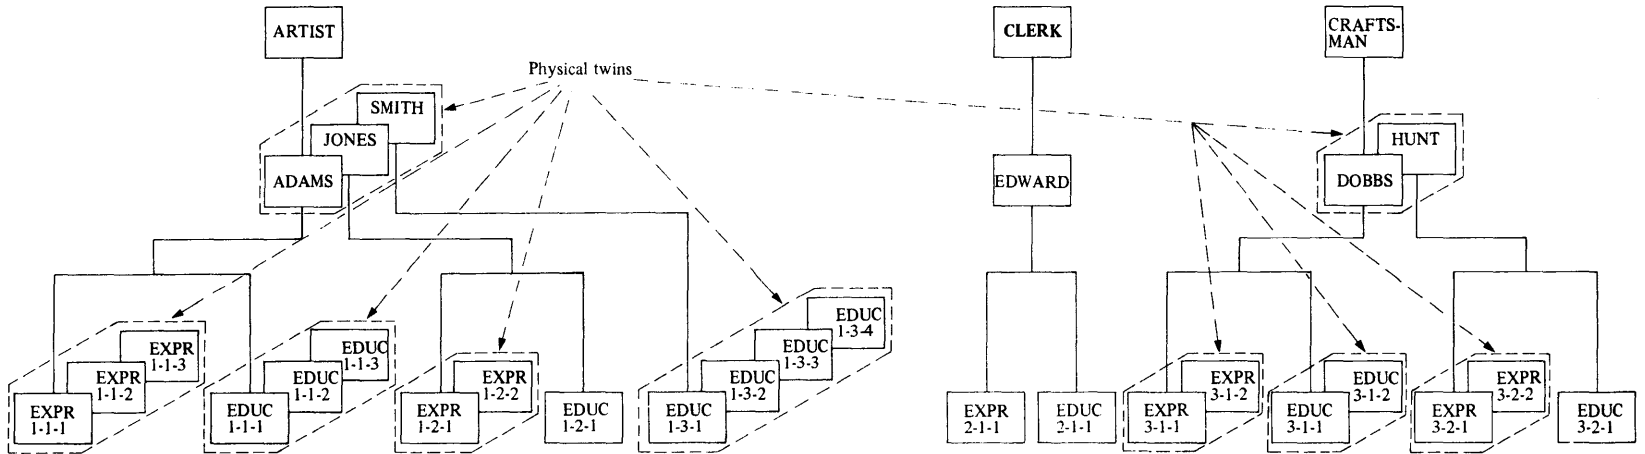 ARTIST
CLERK
CRAFTS-
MAN
Physical twins
SMITH
JONES
ADAMS
EDWARD
HUNT
DOBBS
EXPR
1-1-3
EXPR
1-1-2
EXPR
1-1-1
EDUC
1-1-3
EDUC
1-1-2
EDUC
1-1-1
EXPR
1-2-2
EXPR
1-2-1
EDUC
1-2-1
EDUC
1-3-4
EDUC
1-3-3
EDUC
1-3-2
EDUC
1-3-1
EXPR
2-1-1
EDUC
2-1-1
EXPR
3-1-2
EXPR
3-1-1
EDUC
3-1-2
EDUC
3-1-1
EXPR
3-2-2
EXPR
3-2-1
EDUC
3-2-1